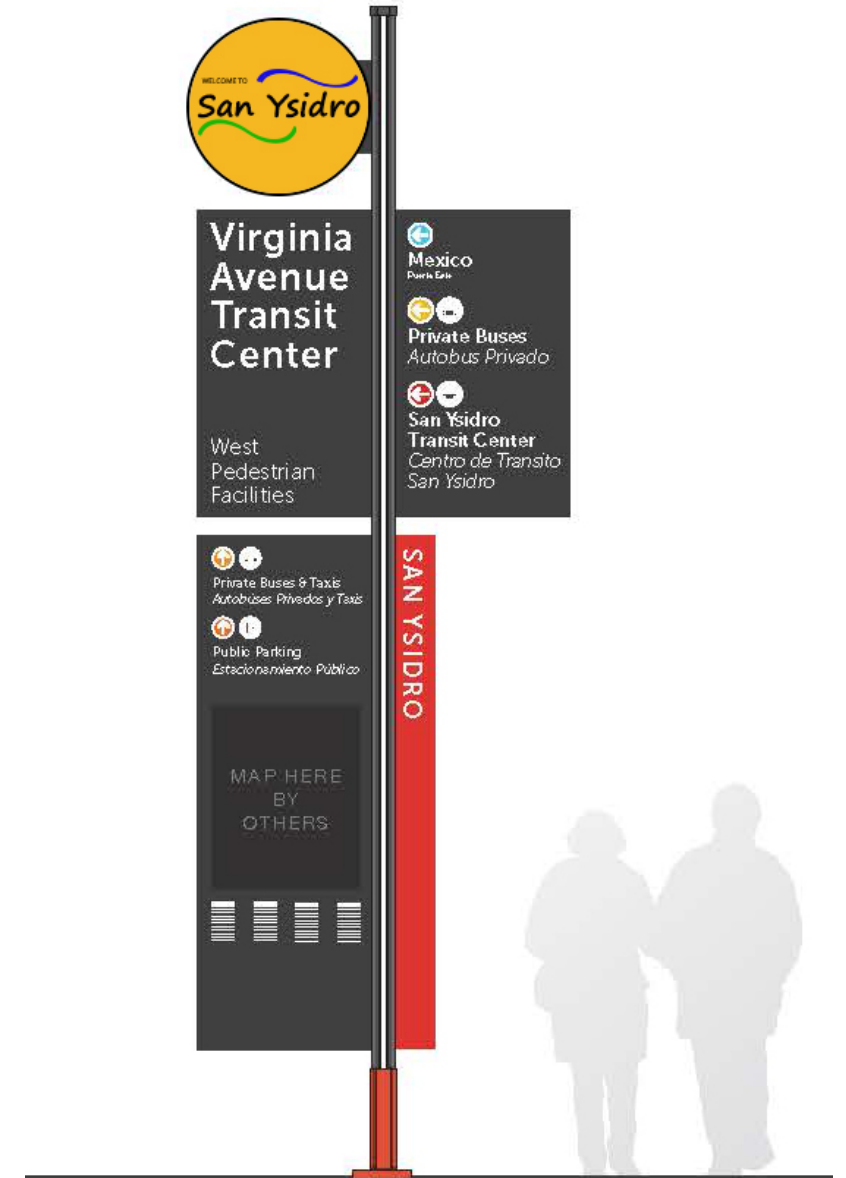 WELCOME TO
San Ysidro
Virginia
Avenue
Transit
Center
West
Pedestrian
Facilities
Mexico
Puerta Este
Private Buses
Autobus Privado
San Ysidro
Transit Center
Centro de Transito
San Ysidro
Private Buses & Taxis
Autobuses Privados y Taxis
Public Parking
Estacionamiento Público
MAP HERE
BY
OTHERS
SAN YSIDRO